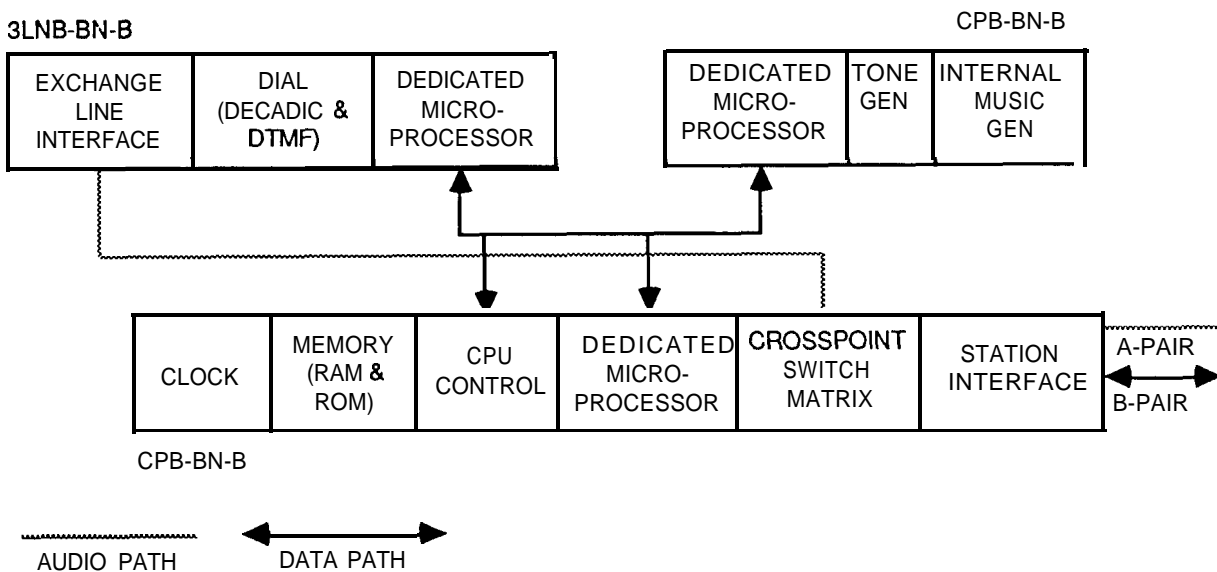 3LNB-BN-B
CPB-BN-B
EXCHANGE
LINE
INTERFACE
DIAL
(DECADIC &
DTMF)
DEDICATED
MICRO-
PROCESSOR
DEDICATED
MICRO-
PROCESSOR
TONE
GEN
INTERNAL
MUSIC
GEN
CLOCK
MEMORY
(RAM &
ROM)
CPU
CONTROL
DEDICATED
MICRO-
PROCESSOR
CROSSPOINT
SWITCH
MATRIX
STATION
INTERFACE
A-PAIR
B-PAIR
CPB-BN-B
AUDIO PATH
DATA PATH